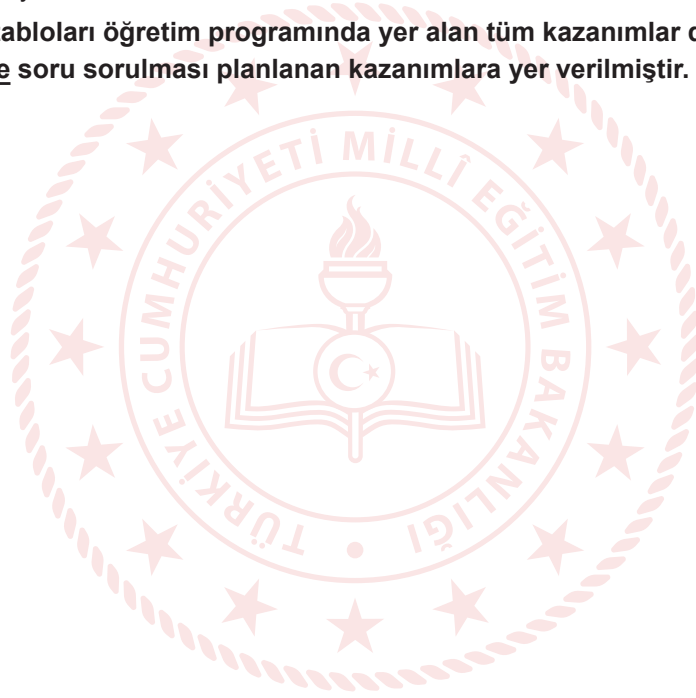 tabloları öğretim programında yer alan tüm kazanımlar
e soru sorulması planlanan kazanımlara yer verilmiştir.
TÜRKİYE CUMHURİYETİ MİLLÎ EĞİTİM BAKANLIĞI